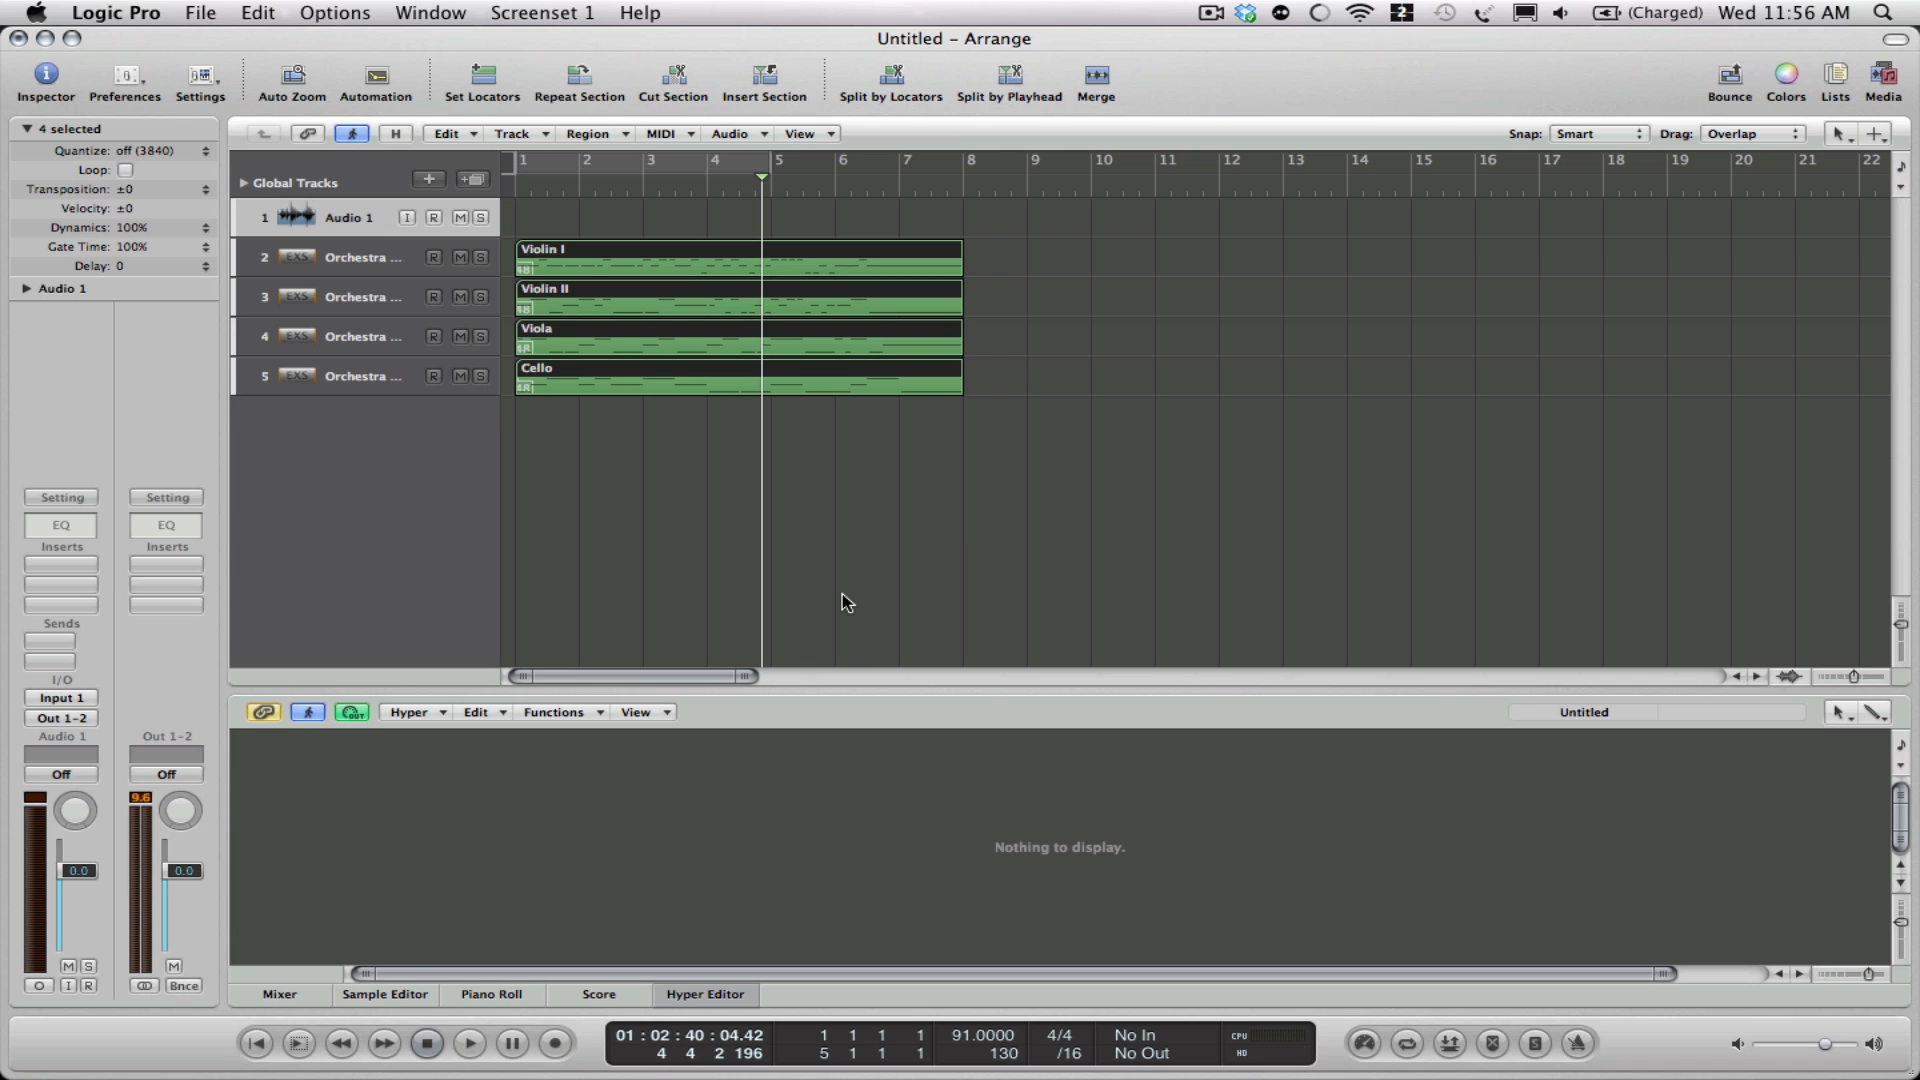 Logic Pro File Edit Options Window Screenset 1 Help
2 (Charged) Wed 11:56 AM
Untitled – Arrange
Inspector Preferences Settings Auto Zoom Automation Set Locators Repeat Section Cut Section Insert Section Split by Locators Split by Playhead Merge Bounce Colors Lists Media
4 selected
Quantize: off (3840)
Loop:
Transposition: ±0
Velocity: ±0
Dynamics: 100%
Gate Time: 100%
Delay: 0
Audio 1
H Edit Track Region MIDI Audio View Snap: Smart Drag: Overlap
1 2 3 4 5 6 7 8 9 10 11 12 13 14 15 16 17 18 19 20 21 22
Global Tracks
1 Audio 1 I R M S
2 EXS Orchestra ... R M S
3 EXS Orchestra ... R M S
4 EXS Orchestra ... R M S
5 EXS Orchestra ... R M S
Violin I
Violin II
Viola
Cello
Setting Setting
EQ EQ
Inserts Inserts
Sends
I/O
Input 1
Out 1-2
Audio 1 Out 1-2
Off Off
9.6
0.0 0.0
M S M
I R Bnce
OUT Hyper Edit Functions View Untitled
Nothing to display.
Mixer Sample Editor Piano Roll Score Hyper Editor
01 : 02 : 40 : 04.42 1 1 1 1 91.0000 4/4 No In CPU
4 4 2 196 5 1 1 1 130 /16 No Out HD
S